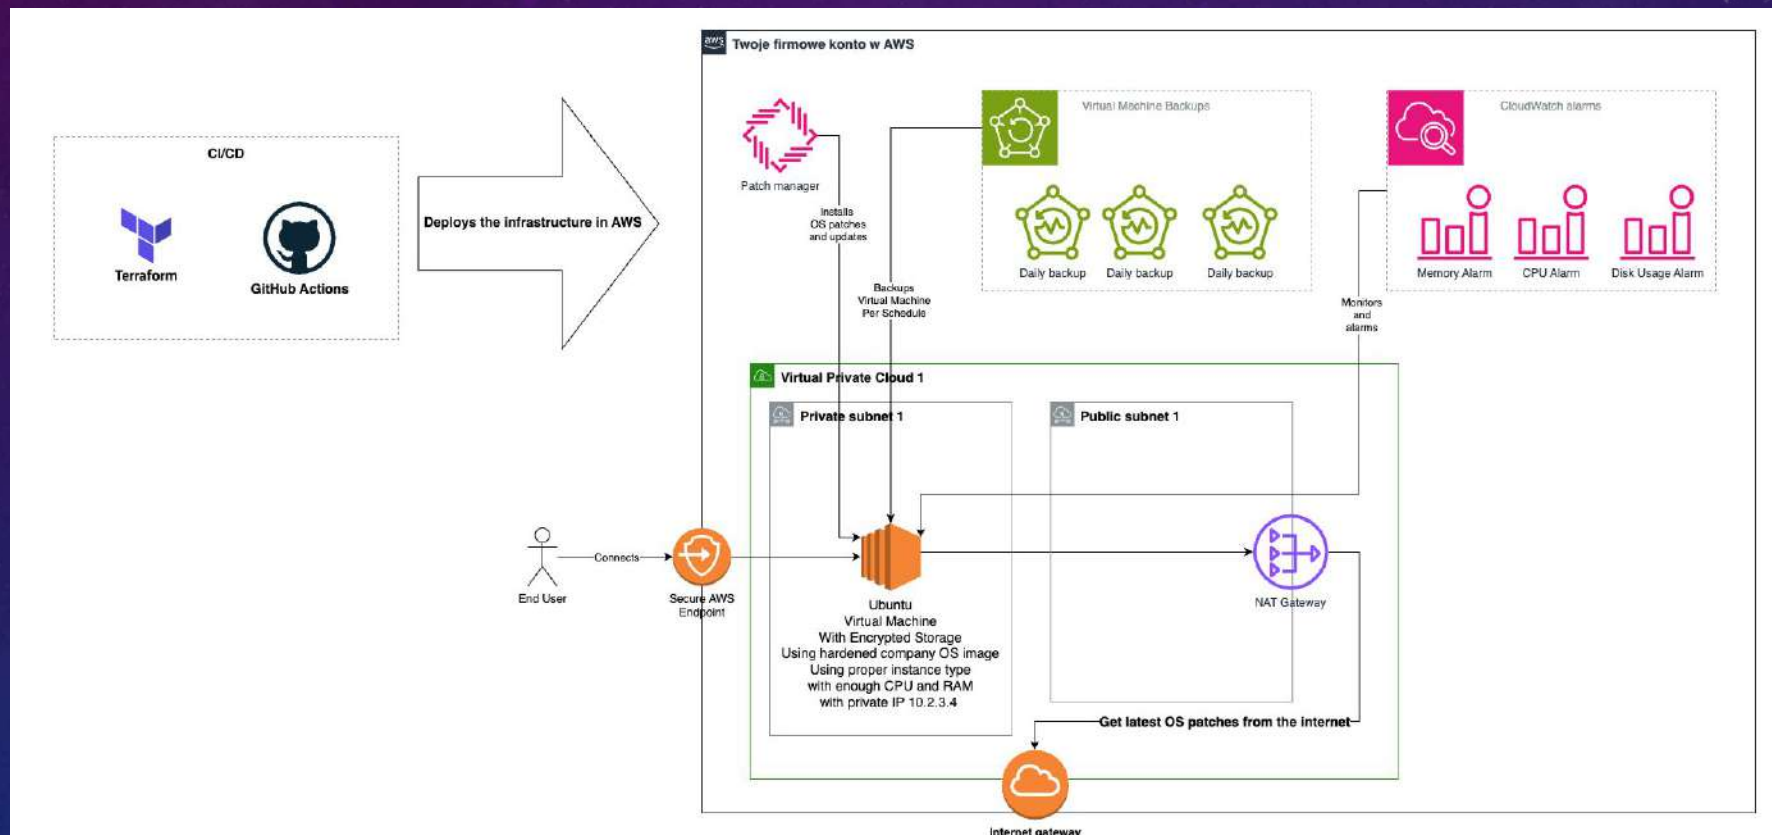 Twoje firmowe konto w AWS
CI/CD
Terraform
GitHub Actions
Deploys the infrastructure in AWS
Patch manager
Installs
OS patches
and updates
Virtual Machine Backups
Daily backup
Daily backup
Daily backup
Backups
Virtual Machine
Per Schedule
CloudWatch alarms
Memory Alarm
CPU Alarm
Disk Usage Alarm
Monitors
and
alarms
Virtual Private Cloud 1
Private subnet 1
Public subnet 1
End User
Connects
Secure AWS
Endpoint
Ubuntu
Virtual Machine
With Encrypted Storage
Using hardened company OS image
Using proper instance type
with enough CPU and RAM
with private IP 10.2.3.4
NAT Gateway
Get latest OS patches from the internet
Internet gateway
aws